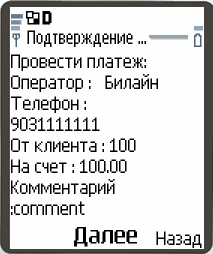 D
Подтверждение ...
Провести платеж:
Оператор : Билайн
Телефон :
9031111111
От клиента : 100
На счет : 100.00
Комментарий
:comment
Далее Назад